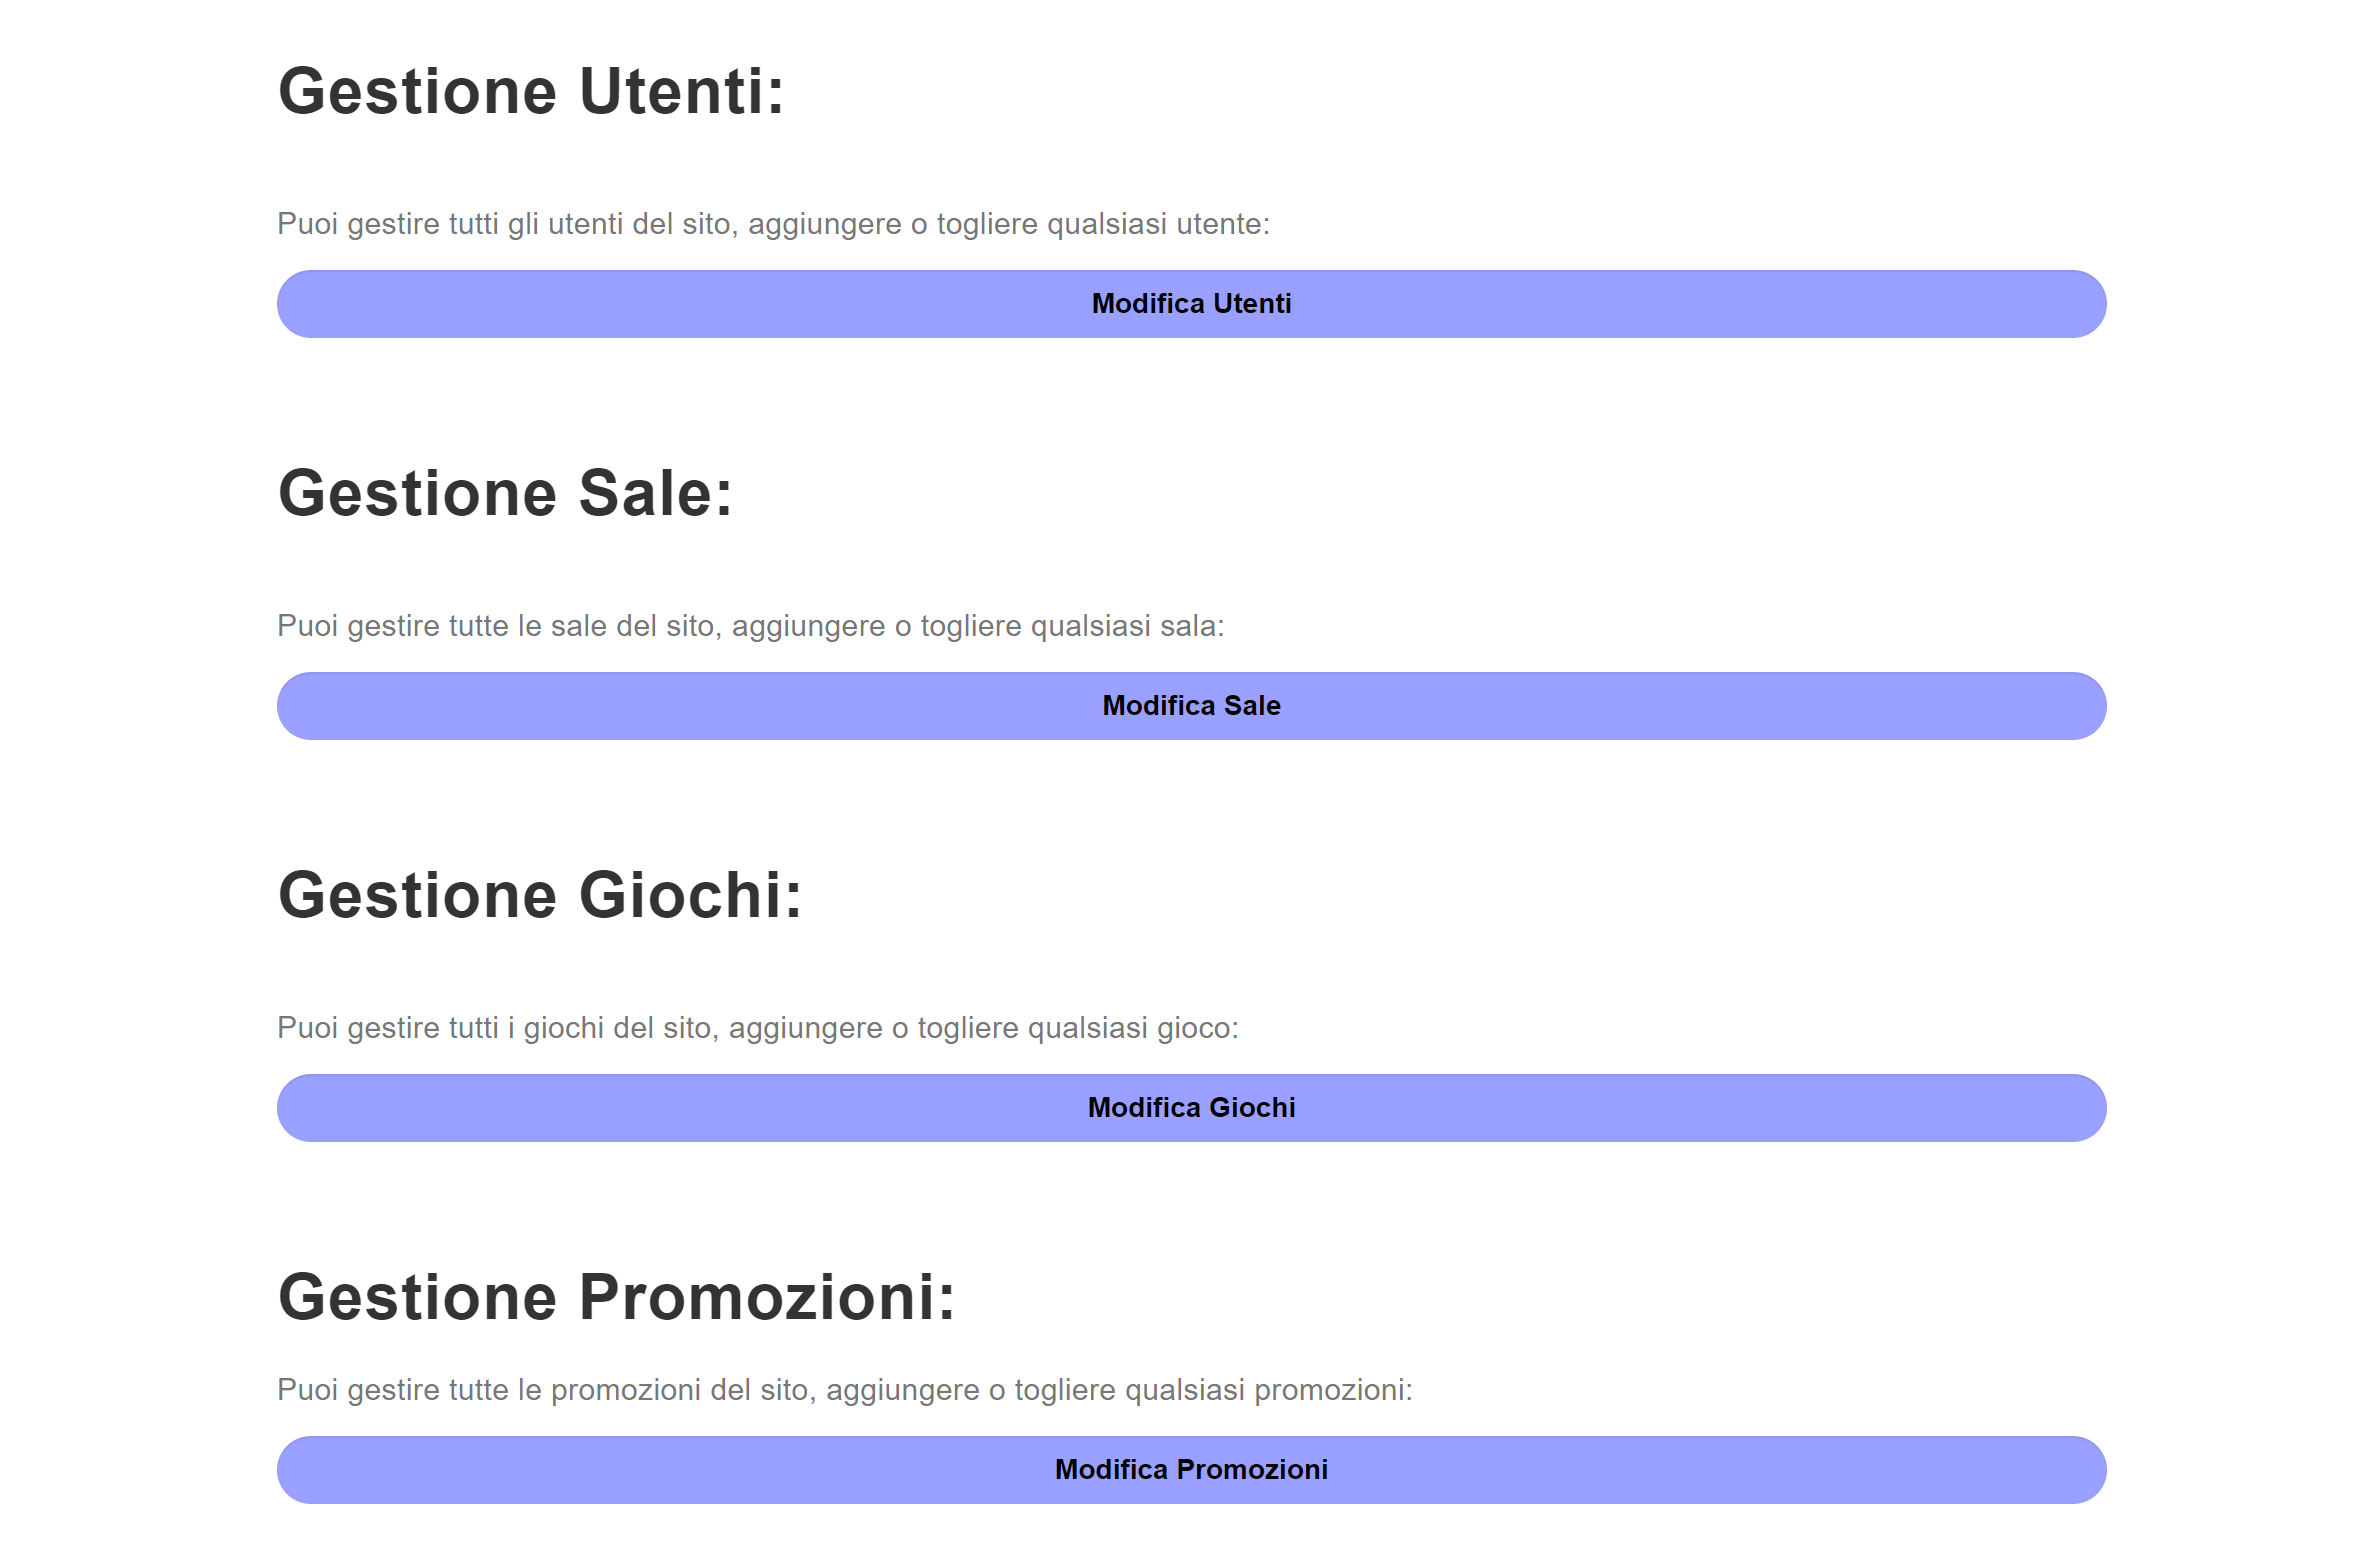 Gestione Utenti:
Puoi gestire tutti gli utenti del sito, aggiungere o togliere qualsiasi utente:
Modifica Utenti
Gestione Sale:
Puoi gestire tutte le sale del sito, aggiungere o togliere qualsiasi sala:
Modifica Sale
Gestione Giochi:
Puoi gestire tutti i giochi del sito, aggiungere o togliere qualsiasi gioco:
Modifica Giochi
Gestione Promozioni:
Puoi gestire tutte le promozioni del sito, aggiungere o togliere qualsiasi promozioni:
Modifica Promozioni